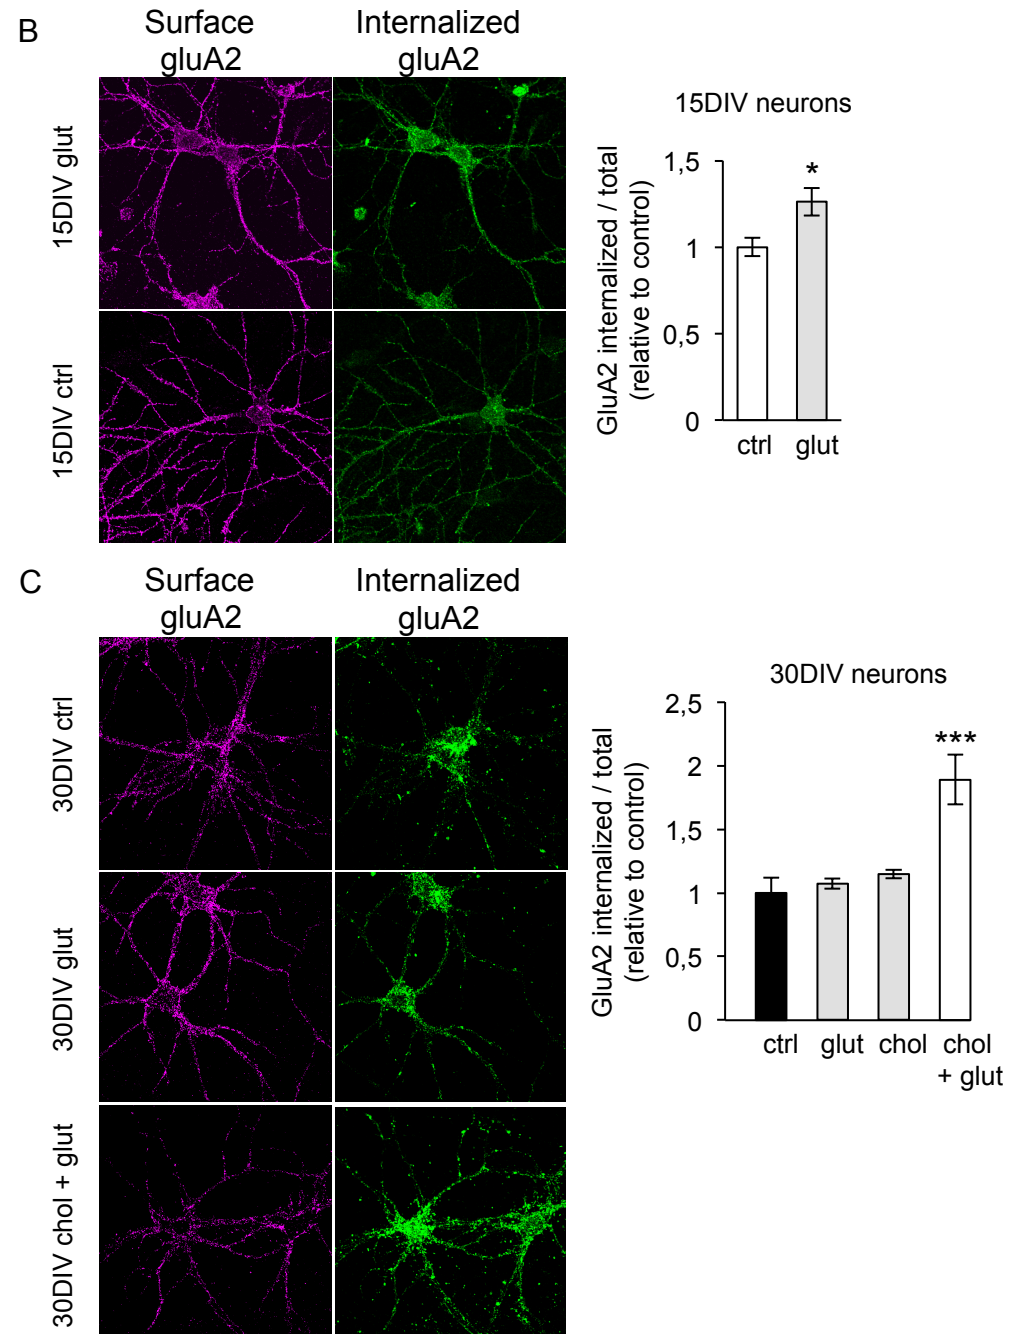 B
Surface
gluA2
Internalized
gluA2
15DIV glut
15DIV ctrl
15DIV neurons
GluA2 internalized / total
(relative to control)
1,5
1
0,5
0
*
ctrl glut
C
Surface
gluA2
Internalized
gluA2
30DIV ctrl
30DIV glut
30DIV chol + glut
30DIV neurons
GluA2 internalized / total
(relative to control)
2,5
2
1,5
1
0,5
0
***
ctrl glut chol chol
+ glut